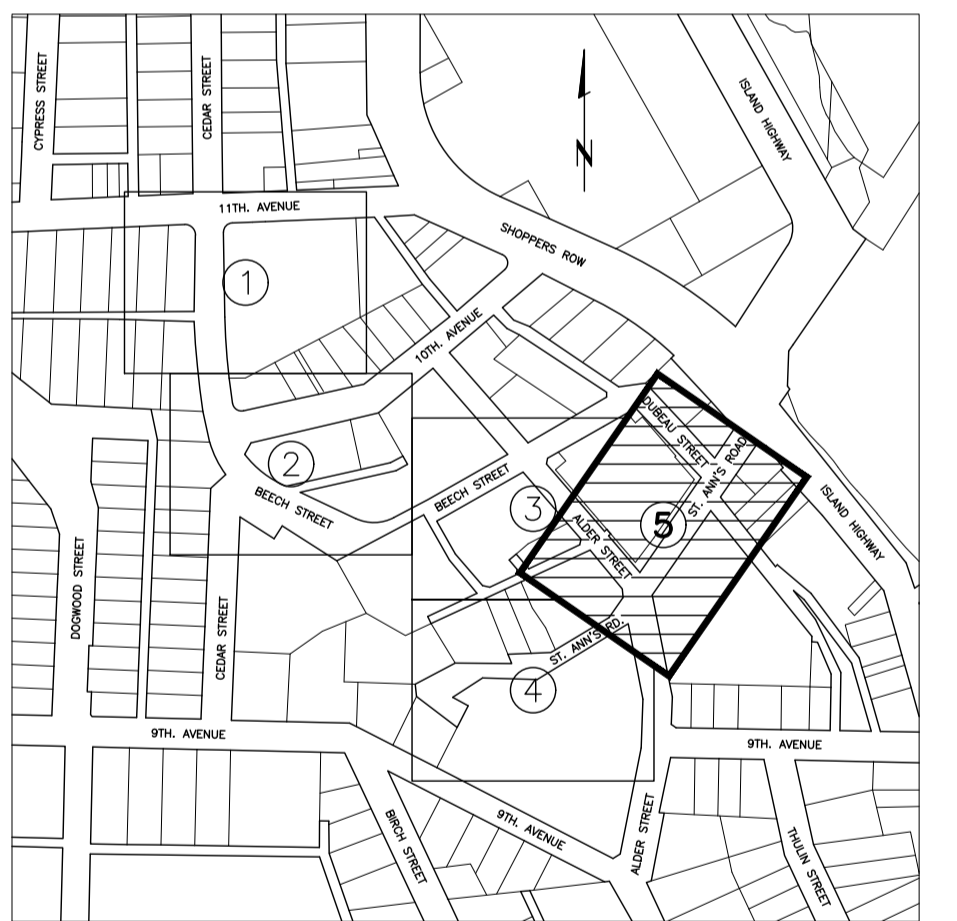 CYPRESS STREET
CEDAR STREET
ISLAND HIGHWAY
N
11TH. AVENUE
SHOPPERS ROW
1
10TH. AVENUE
DUBEAU STREET
ST. ANN'S ROAD
2
BEECH STREET
BEECH STREET
3
ALDER STREET
5
ISLAND HIGHWAY
DOGWOOD STREET
CEDAR STREET
ST. ANN'S RD.
4
9TH. AVENUE
9TH. AVENUE
BIRCH STREET
9TH. AVENUE
ALDER STREET
THULIN STREET